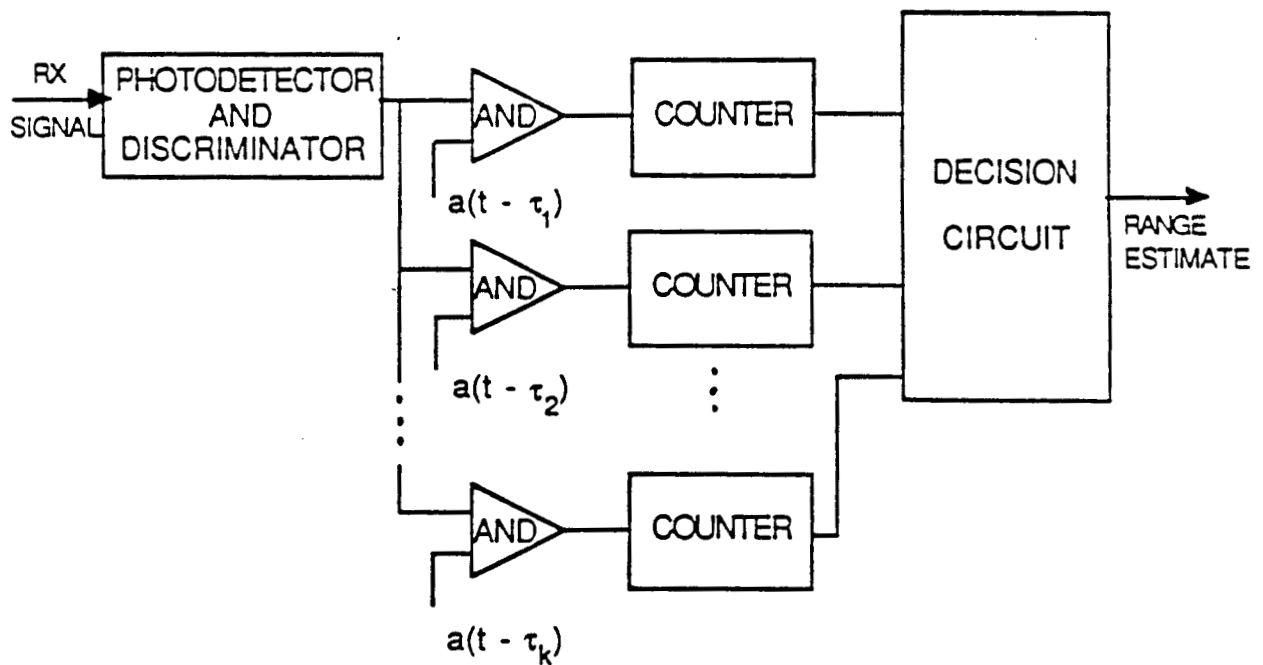 RX
SIGNAL
PHOTODETECTOR
AND
DISCRIMINATOR
AND
a(t - τ₁)
COUNTER
AND
a(t - τ₂)
COUNTER
AND
a(t - τₖ)
COUNTER
DECISION
CIRCUIT
RANGE
ESTIMATE